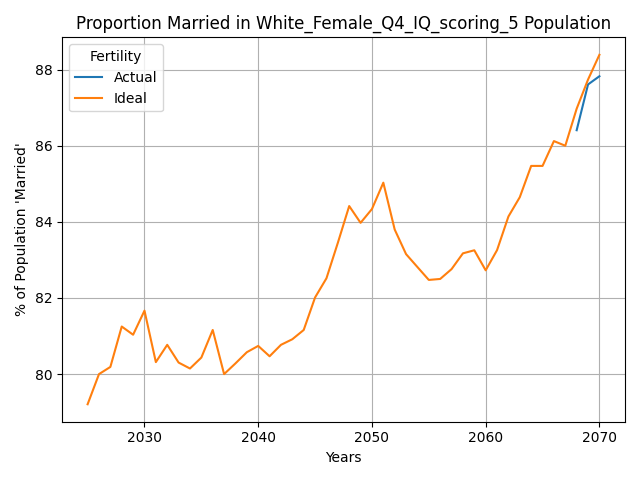 Proportion Married in White_Female_Q4_IQ_scoring_5 Population
Fertility
Actual
Ideal
% of Population 'Married'
88
86
84
82
80
2030 2040 2050 2060 2070
Years